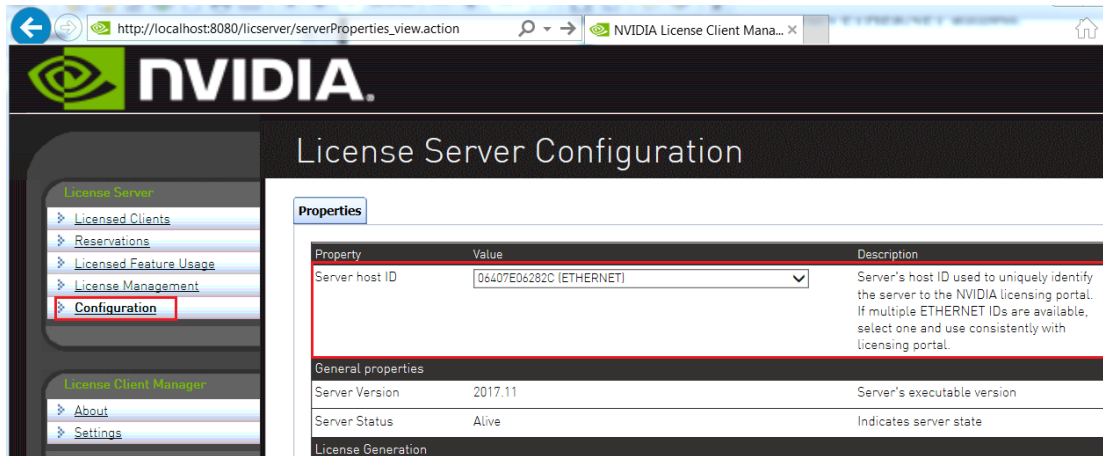 http://localhost:8080/licserver/serverProperties_view.action
NVIDIA License Client Mana...
NVIDIA.
License Server Configuration
License Server
Licensed Clients
Reservations
Licensed Feature Usage
License Management
Configuration
License Client Manager
About
Settings
Properties
Property Value Description
Server host ID 06407E06282C (ETHERNET) Server's host ID used to uniquely identify
the server to the NVIDIA licensing portal.
If multiple ETHERNET IDs are available,
select one and use consistently with
licensing portal.
General properties
Server Version 2017.11 Server's executable version
Server Status Alive Indicates server state
License Generation